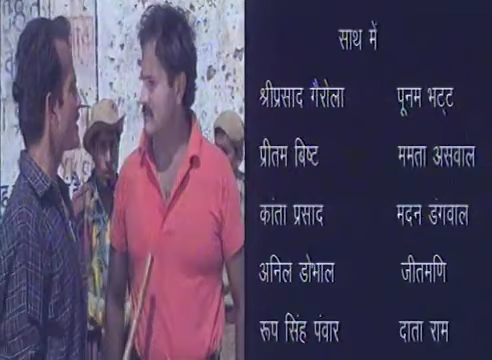 साथ में
श्रीप्रसाद गैरोला पूनम भट्ट
प्रीतम बिष्ट ममता असवाल
कांता प्रसाद मदन डंगवाल
अनिल डोभाल जीतमणि
रूप सिंह पंवार दाता राम